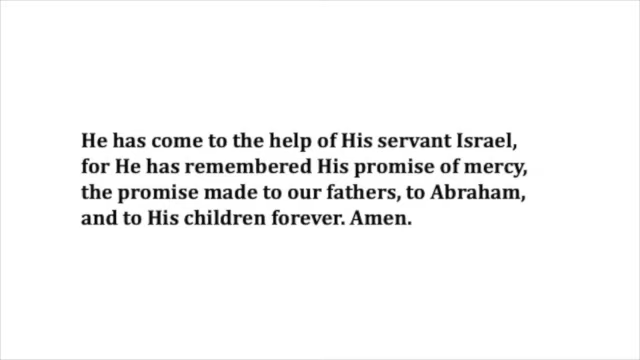 He has come to the help of His servant Israel,
for He has remembered His promise of mercy,
the promise made to our fathers, to Abraham,
and to His children forever. Amen.